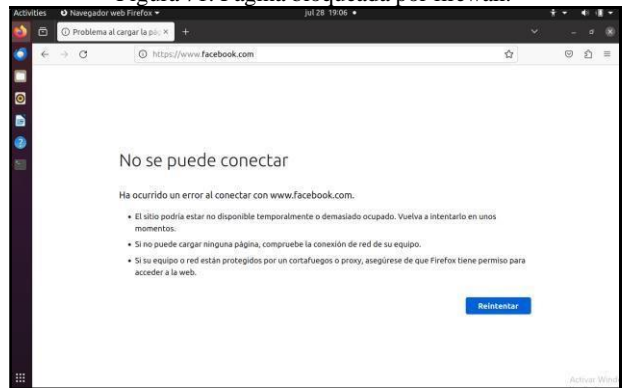 Figura 71. Página bloqueada por firewall.
Activities Navegador web Firefox jul 28 19:06
Problema al cargar la pág
https://www.facebook.com
No se puede conectar
Ha ocurrido un error al conectar con www.facebook.com.
• El sitio podría estar no disponible temporalmente o demasiado ocupado. Vuelva a intentarlo en unos
momentos.
• Si no puede cargar ninguna página, compruebe la conexión de red de su equipo.
• Si su equipo o red están protegidos por un cortafuegos o proxy, asegúrese de que Firefox tiene permiso para
acceder a la web.
Reintentar
Activar Wind